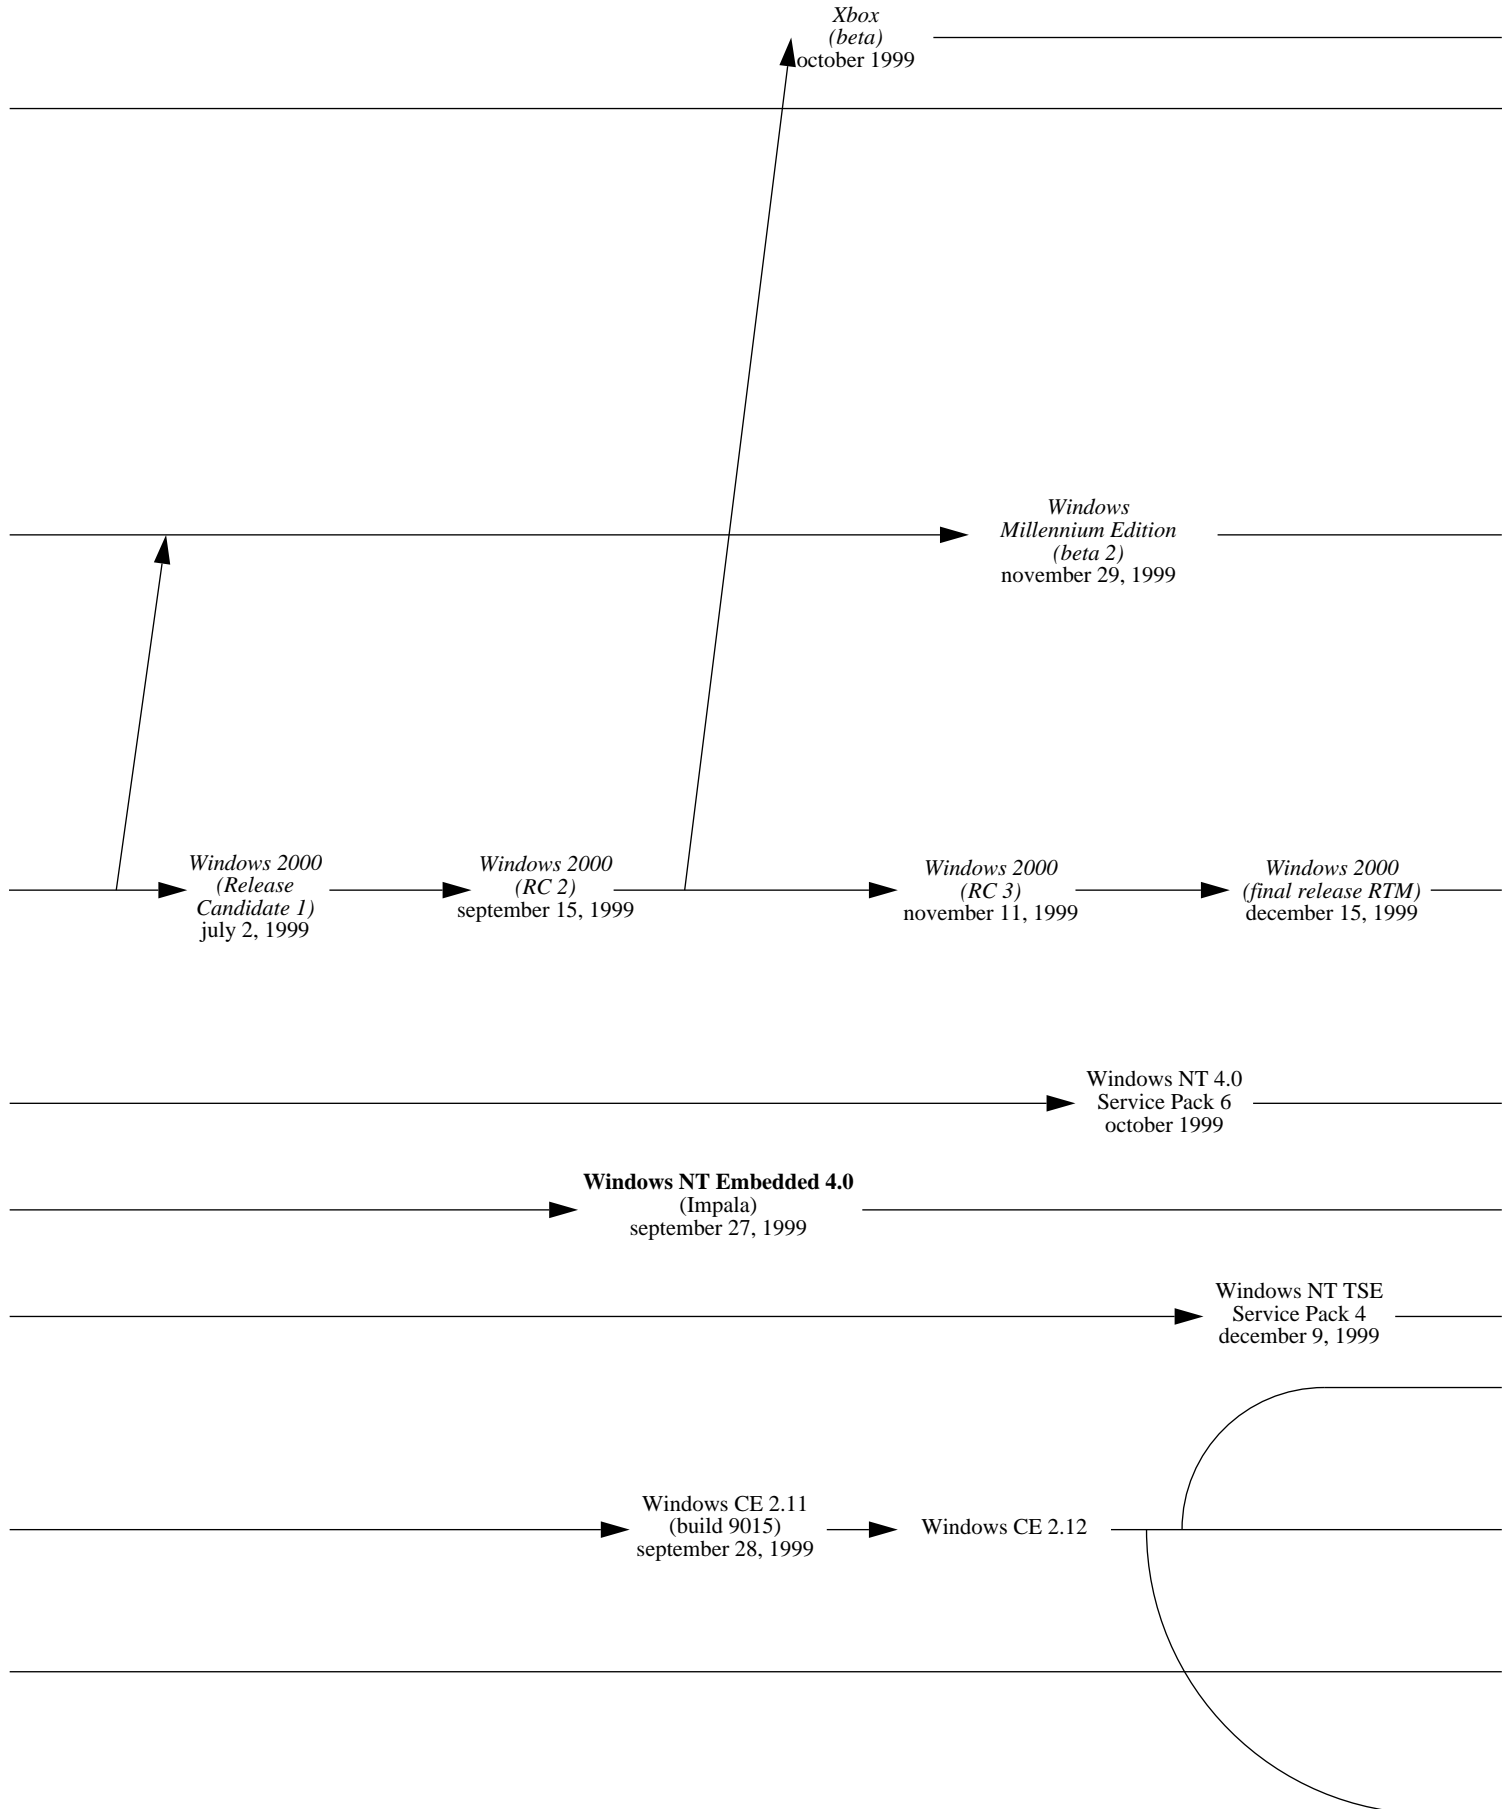 Xbox
(beta)
october 1999
Windows
Millennium Edition
(beta 2)
november 29, 1999
Windows 2000
(Release
Candidate 1)
july 2, 1999
Windows 2000
(RC 2)
september 15, 1999
Windows 2000
(RC 3)
november 11, 1999
Windows 2000
(final release RTM)
december 15, 1999
Windows NT 4.0
Service Pack 6
october 1999
Windows NT Embedded 4.0
(Impala)
september 27, 1999
Windows NT TSE
Service Pack 4
december 9, 1999
Windows CE 2.11
(build 9015)
september 28, 1999
Windows CE 2.12